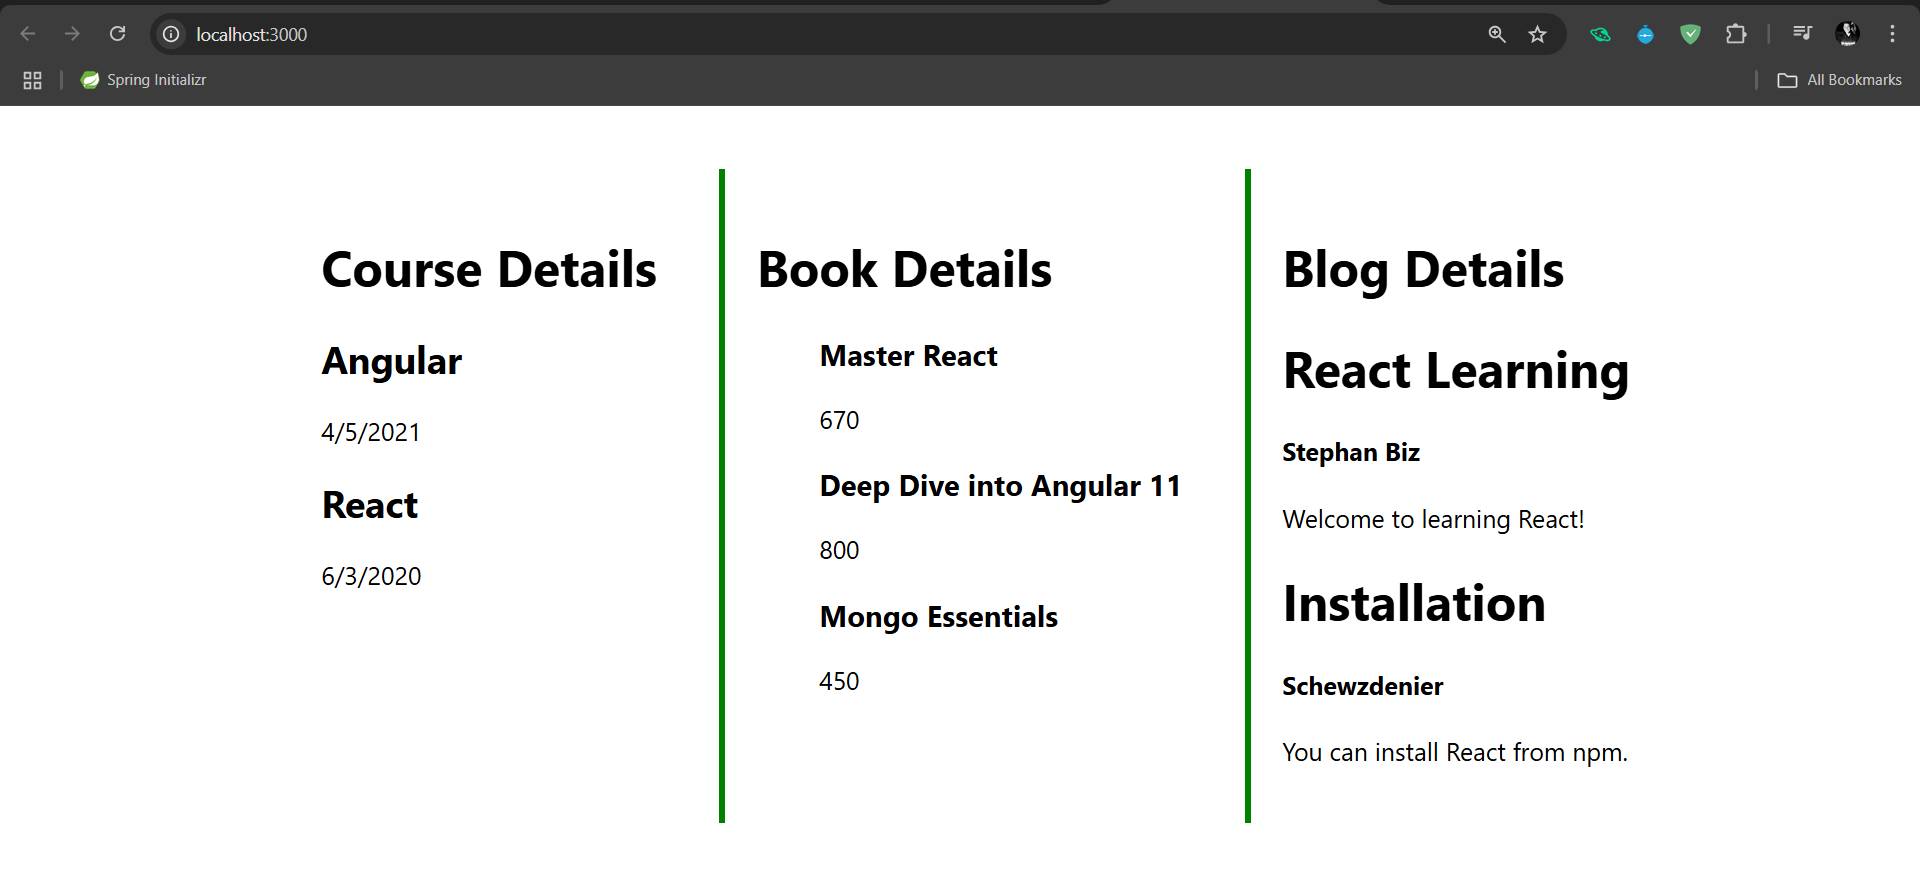 localhost:3000
Spring Initializr
All Bookmarks
Course Details
Angular
4/5/2021
React
6/3/2020
Book Details
Master React
670
Deep Dive into Angular 11
800
Mongo Essentials
450
Blog Details
React Learning
Stephan Biz
Welcome to learning React!
Installation
Schewzdenier
You can install React from npm.